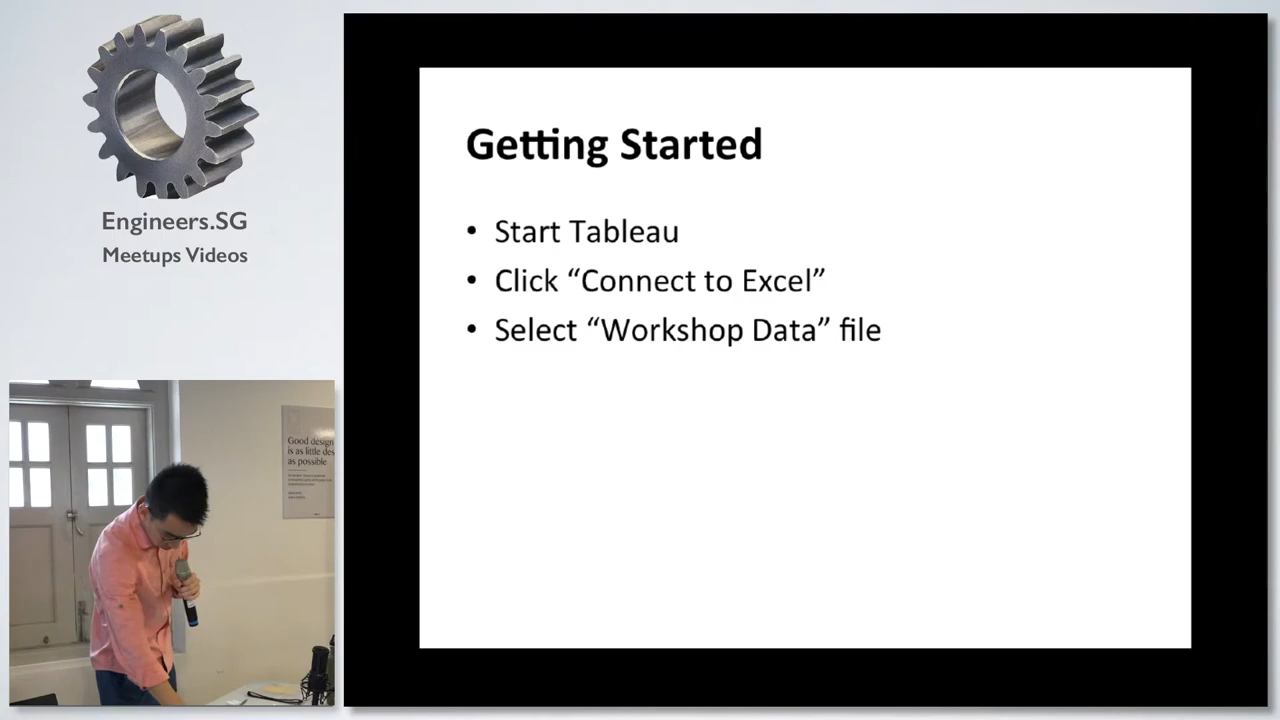 Engineers.SG
Meetups Videos
Getting Started
• Start Tableau
• Click “Connect to Excel”
• Select “Workshop Data” file
Good design
is as little des
as possible